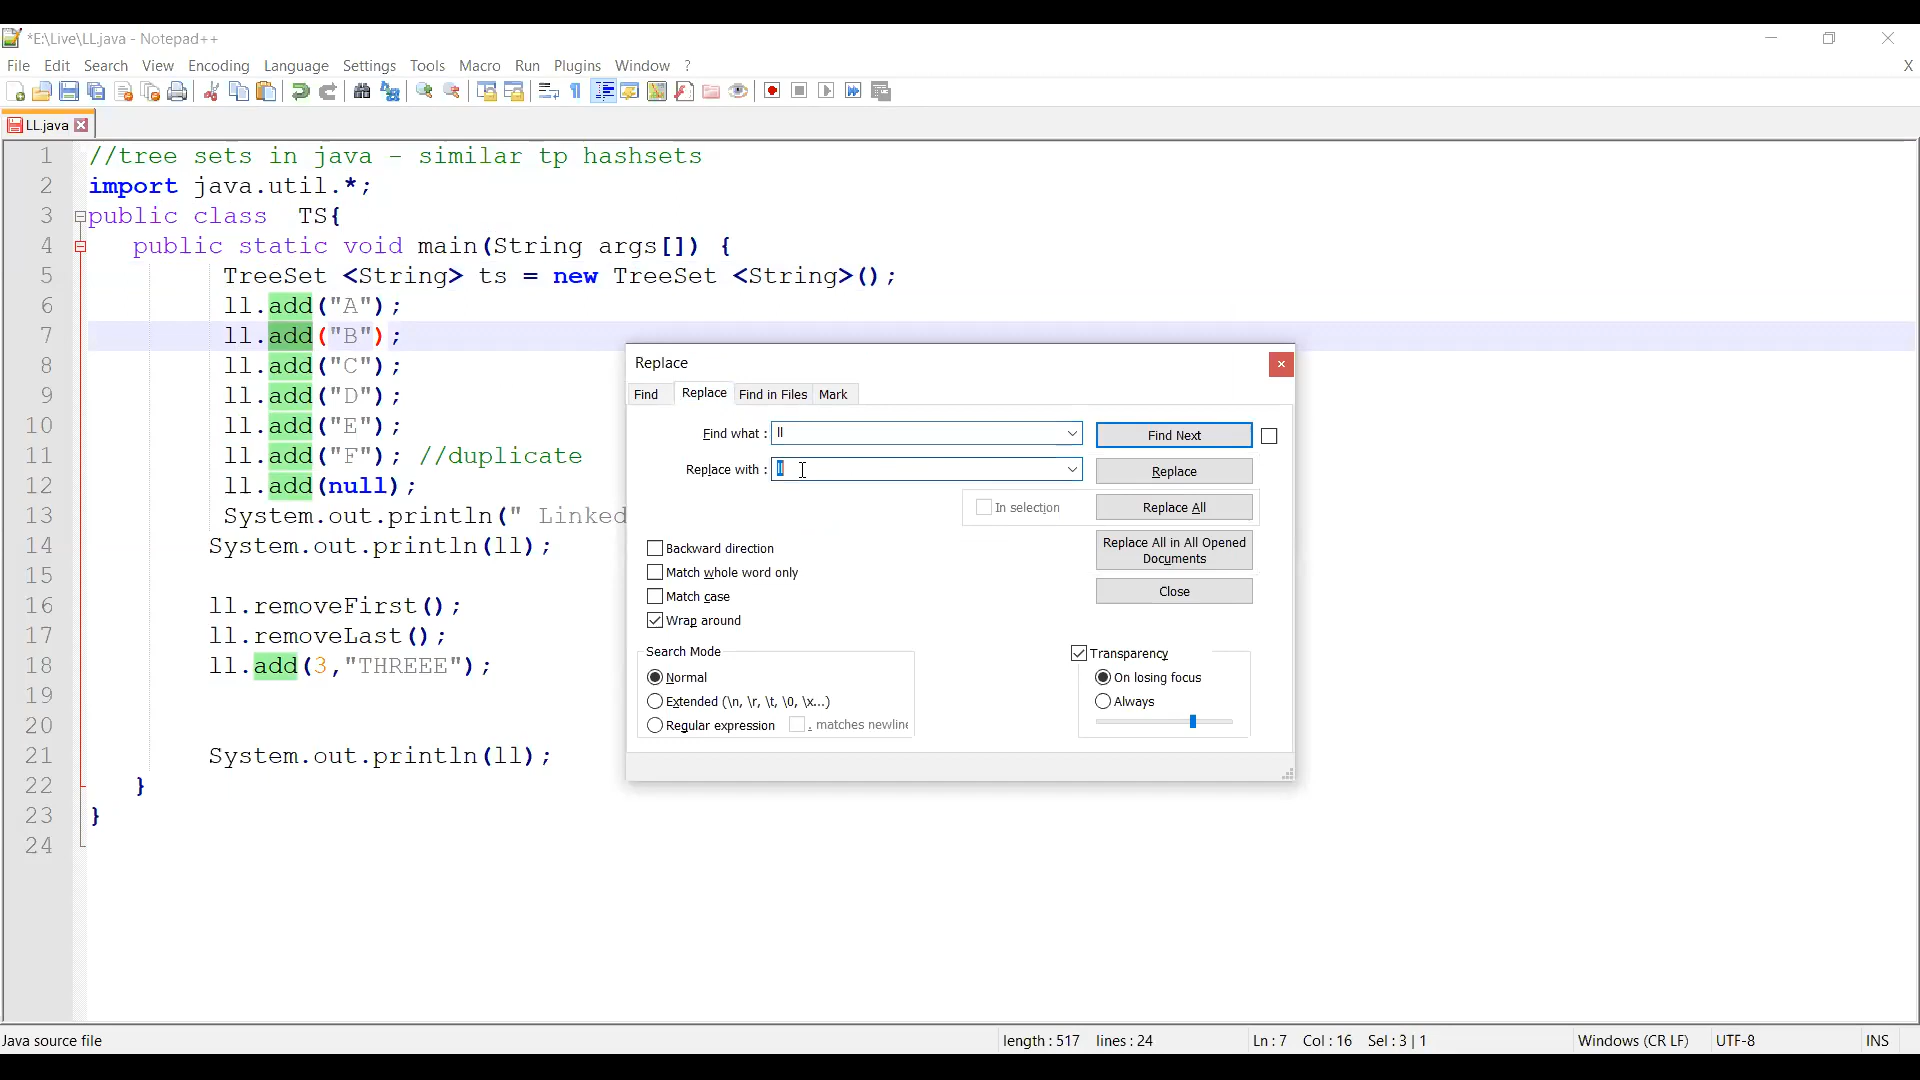 *E:\Live\LL.java - Notepad++
File Edit Search View Encoding Language Settings Tools Macro Run Plugins Window ? X
LL.java
1 //tree sets in java - similar tp hashsets
2 import java.util.*;
3 public class TS{
4 public static void main(String args[]) {
5 TreeSet <String> ts = new TreeSet <String>();
6 ll.add("A");
7 ll.add("B");
8 ll.add("C");
9 ll.add("D");
10 ll.add("E");
11 ll.add("F"); //duplicate
12 ll.add(null);
13 System.out.println(" Linked
14 System.out.println(ll);
15
16 ll.removeFirst();
17 ll.removeLast();
18 ll.add(3,"THREEE");
19
20
21 System.out.println(ll);
22 }
23 }
24
Replace
Find Replace Find in Files Mark
Find what : ll Find Next
Replace with : ll Replace
In selection Replace All
Backward direction Replace All in All Opened
Documents
Match whole word only
Match case Close
Wrap around
Search Mode Transparency
Normal On losing focus
Extended (\n, \r, \t, \0, \x...) Always
Regular expression . matches newline
Java source file length : 517 lines : 24 Ln : 7 Col : 16 Sel : 3 | 1 Windows (CR LF) UTF-8 INS